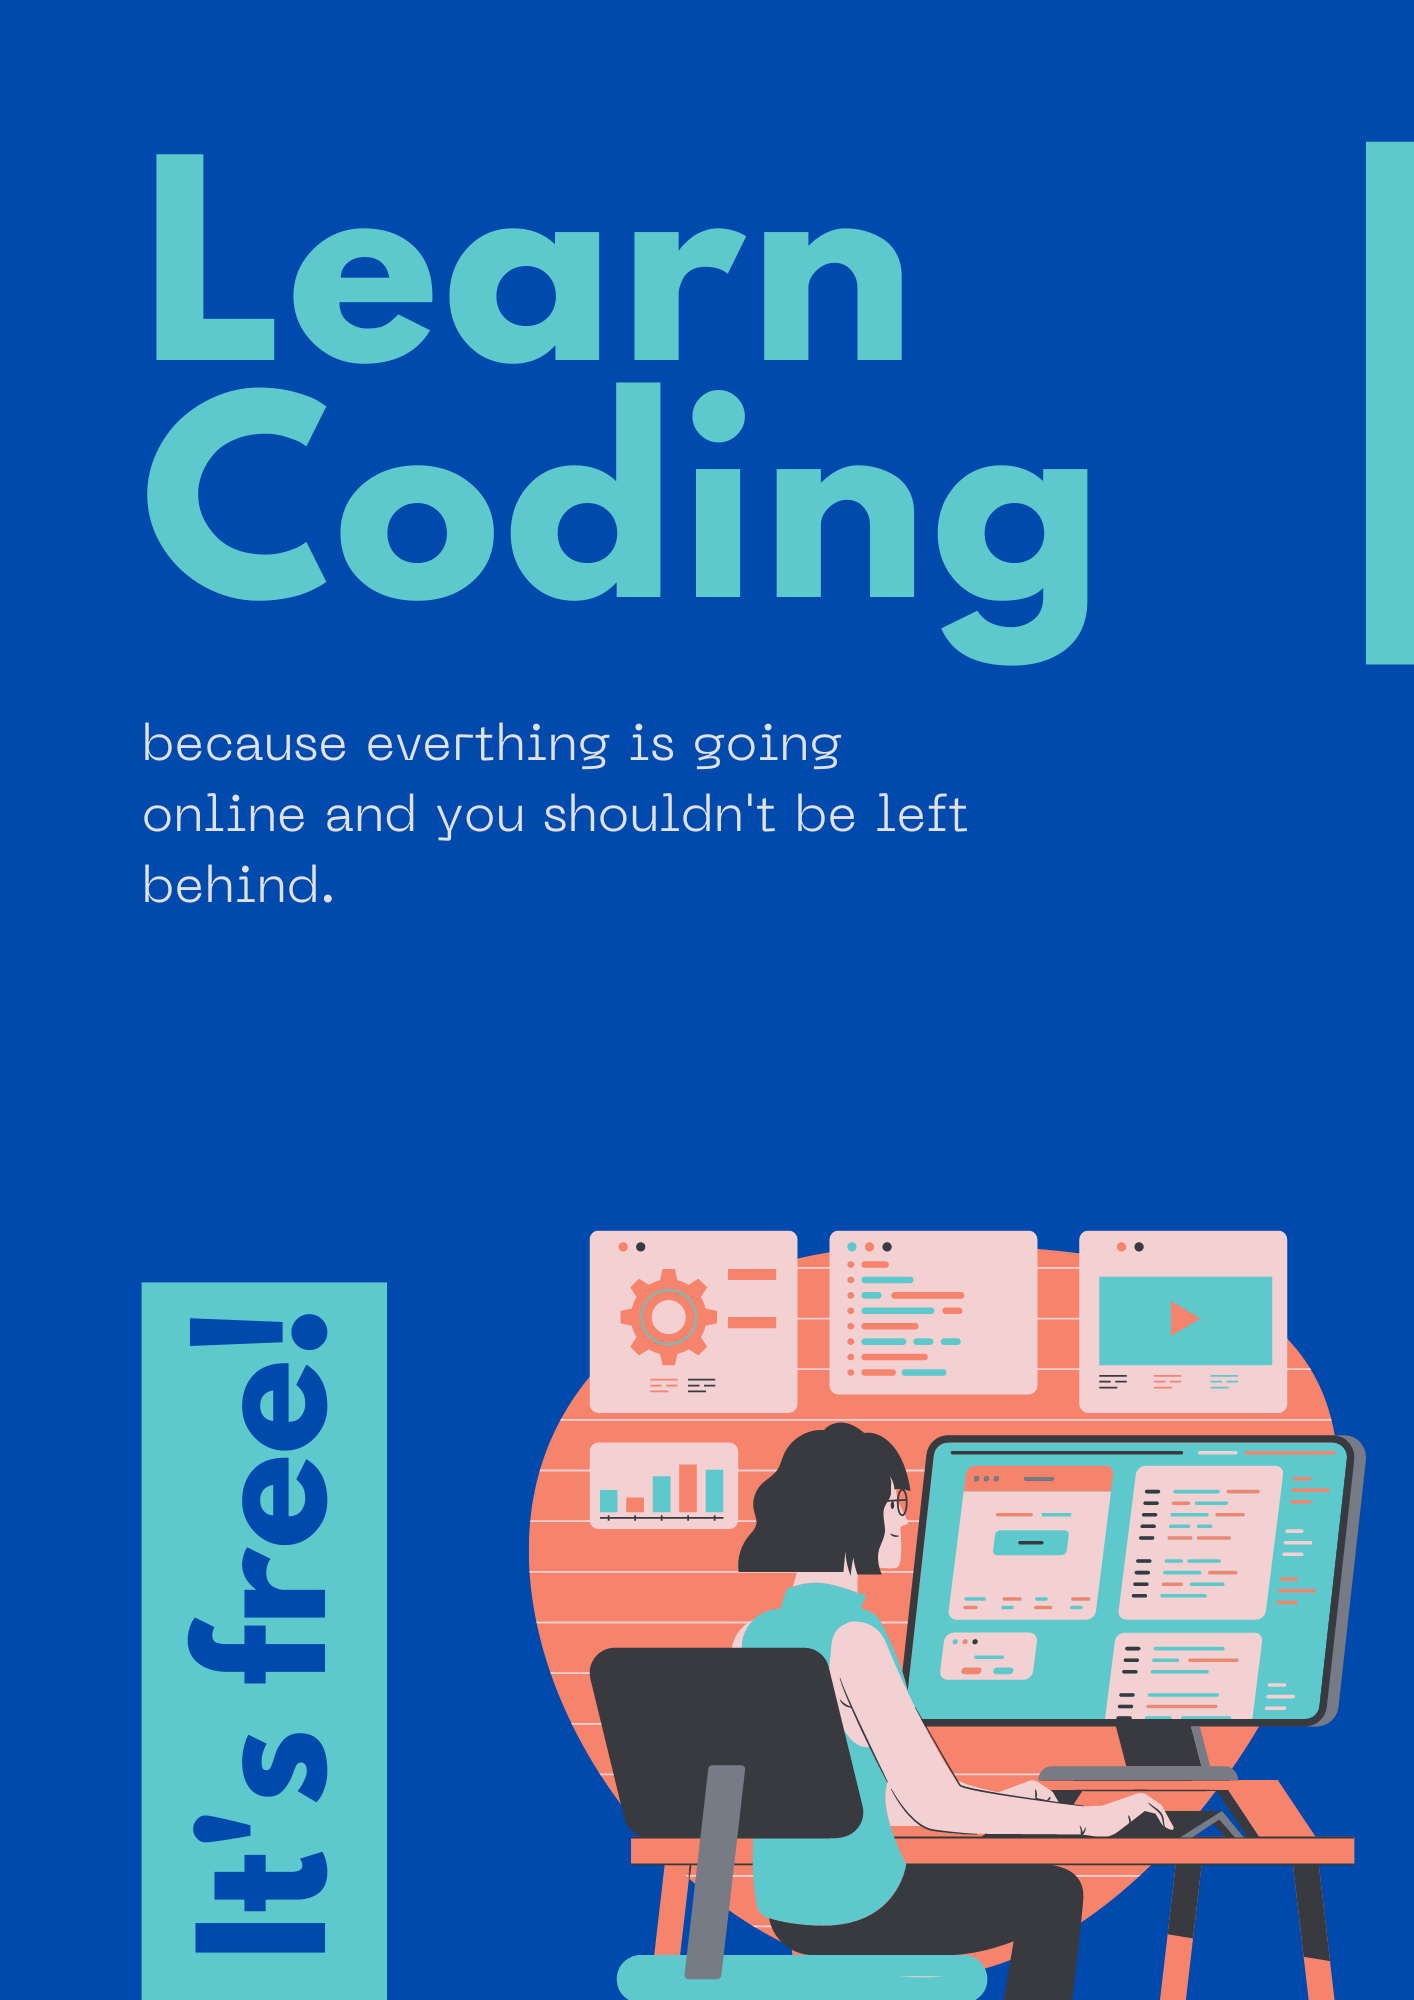 Learn
Coding
because everthing is going
online and you shouldn't be left
behind.
It's free!